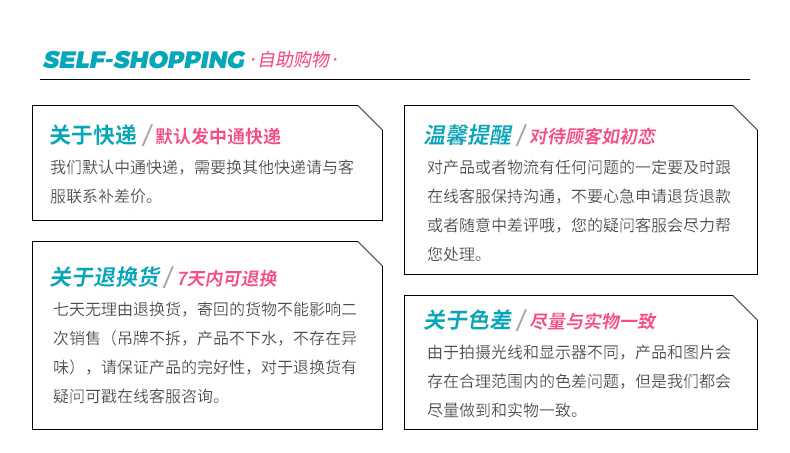 SELF-SHOPPING ·自助购物·
关于快递/默认发中通快递
我们默认中通快递，需要换其他快递请与客
服联系补差价。
关于退换货/7天内可退换
七天无理由退换货，寄回的货物不能影响二
次销售（吊牌不拆，产品不下水，不存在异
味），请保证产品的完好性，对于退换货有
疑问可戳在线客服咨询。
温馨提醒/对待顾客如初恋
对产品或者物流有任何问题的一定要及时跟
在线客服保持沟通，不要心急申请退货退款
或者随意中差评哦，您的疑问客服会尽力帮
您处理。
关于色差/尽量与实物一致
由于拍摄光线和显示器不同，产品和图片会
存在合理范围内的色差问题，但是我们都会
尽量做到和实物一致。